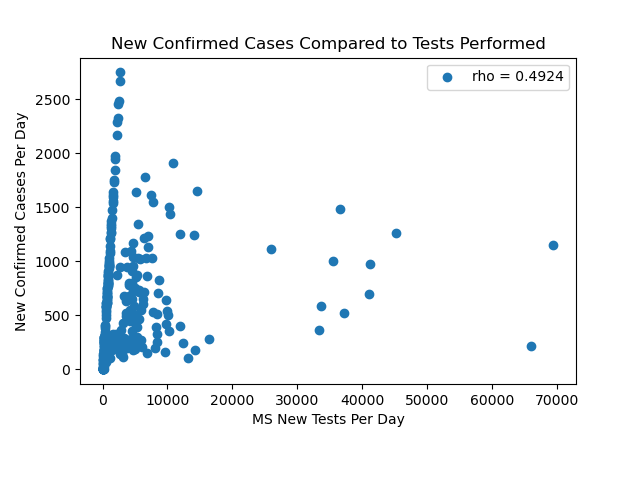 New Confirmed Cases Compared to Tests Performed
rho = 0.4924
New Confirmed Caeses Per Day
2500
2000
1500
1000
500
0
0 10000 20000 30000 40000 50000 60000 70000
MS New Tests Per Day